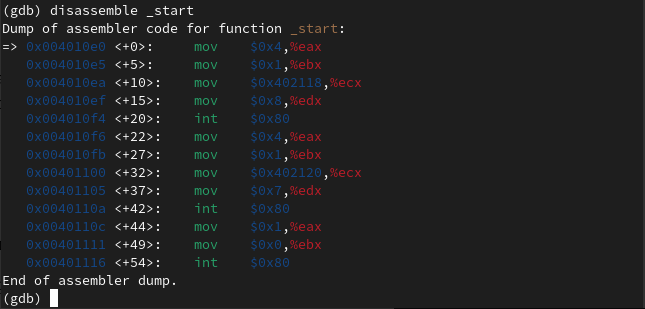 (gdb) disassemble _start
Dump of assembler code for function _start:
=> 0x004010e0 <+0>:     mov    $0x4,%eax
   0x004010e5 <+5>:     mov    $0x1,%ebx
   0x004010ea <+10>:    mov    $0x402118,%ecx
   0x004010ef <+15>:    mov    $0x8,%edx
   0x004010f4 <+20>:    int    $0x80
   0x004010f6 <+22>:    mov    $0x4,%eax
   0x004010fb <+27>:    mov    $0x1,%ebx
   0x00401100 <+32>:    mov    $0x402120,%ecx
   0x00401105 <+37>:    mov    $0x7,%edx
   0x0040110a <+42>:    int    $0x80
   0x0040110c <+44>:    mov    $0x1,%eax
   0x00401111 <+49>:    mov    $0x0,%ebx
   0x00401116 <+54>:    int    $0x80
End of assembler dump.
(gdb)